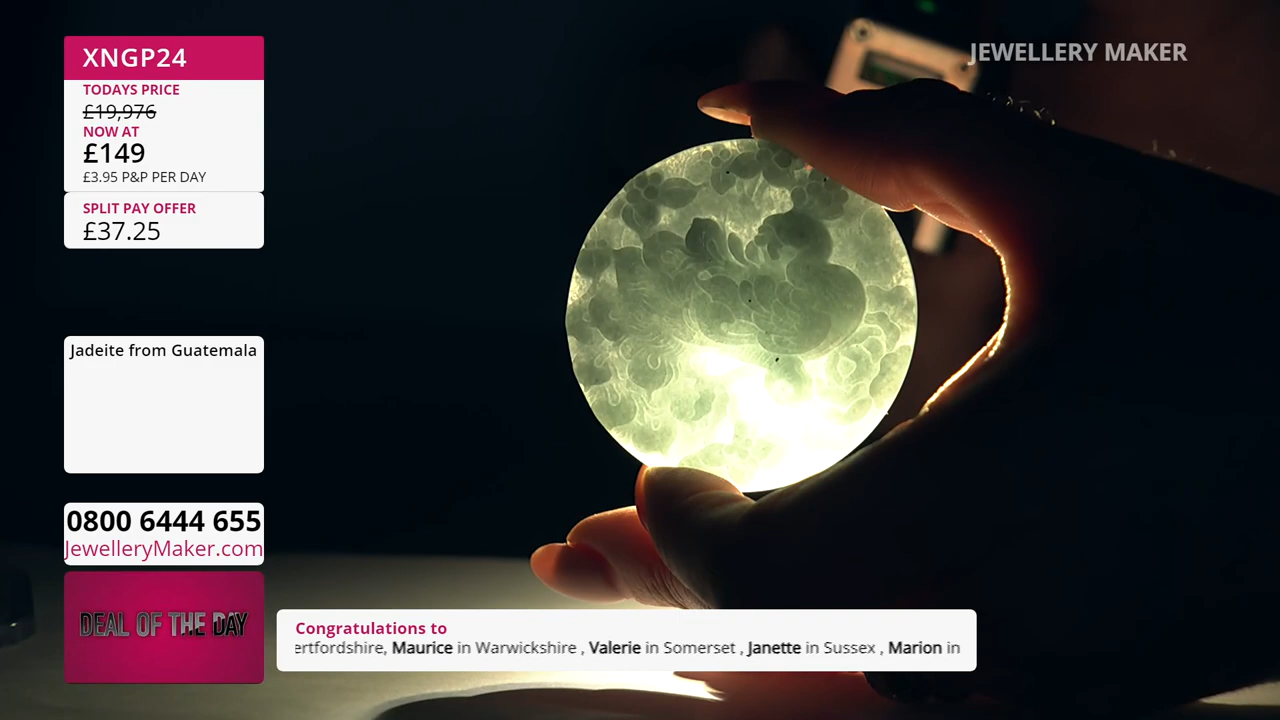 XNGP24
TODAYS PRICE
£19,976
NOW AT
£149
£3.95 P&P PER DAY
SPLIT PAY OFFER
£37.25
Jadeite from Guatemala
0800 6444 655
JewelleryMaker.com
DEAL OF THE DAY
JEWELLERY MAKER
Congratulations to
ertfordshire, Maurice in Warwickshire , Valerie in Somerset , Janette in Sussex , Marion in